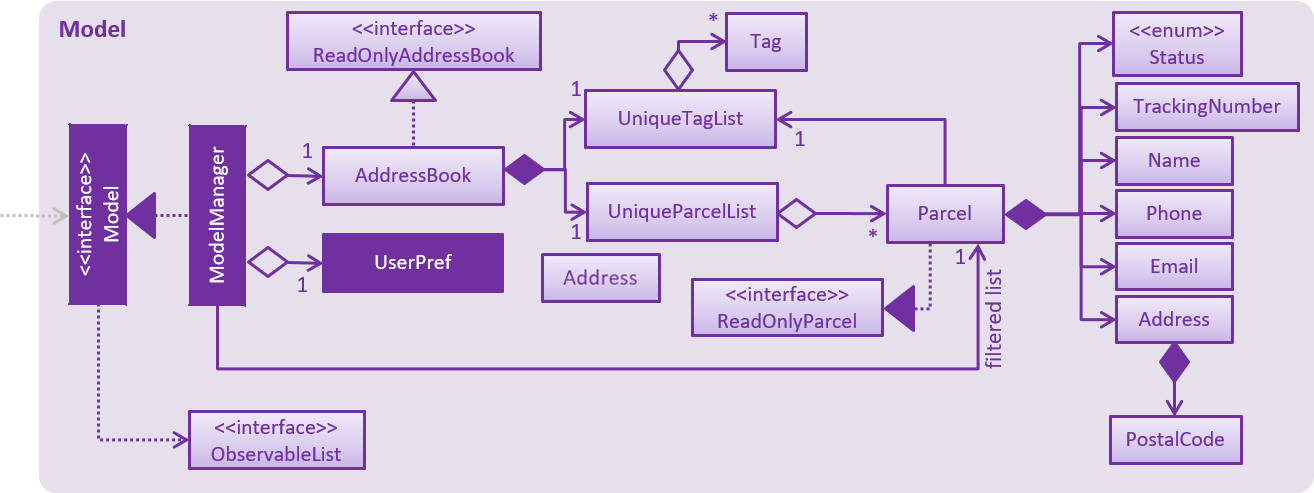 Model
<<interface>>
ReadOnlyAddressBook
*
Tag
<<enum>>
Status
1
UniqueTagList
1
TrackingNumber
<<interface>>
Model
ModelManager
1
AddressBook
Name
UniqueParcelList
1
Parcel
*
Phone
1
UserPref
1
Address
filtered list
Email
<<interface>>
ReadOnlyParcel
Address
<<interface>>
ObservableList
PostalCode